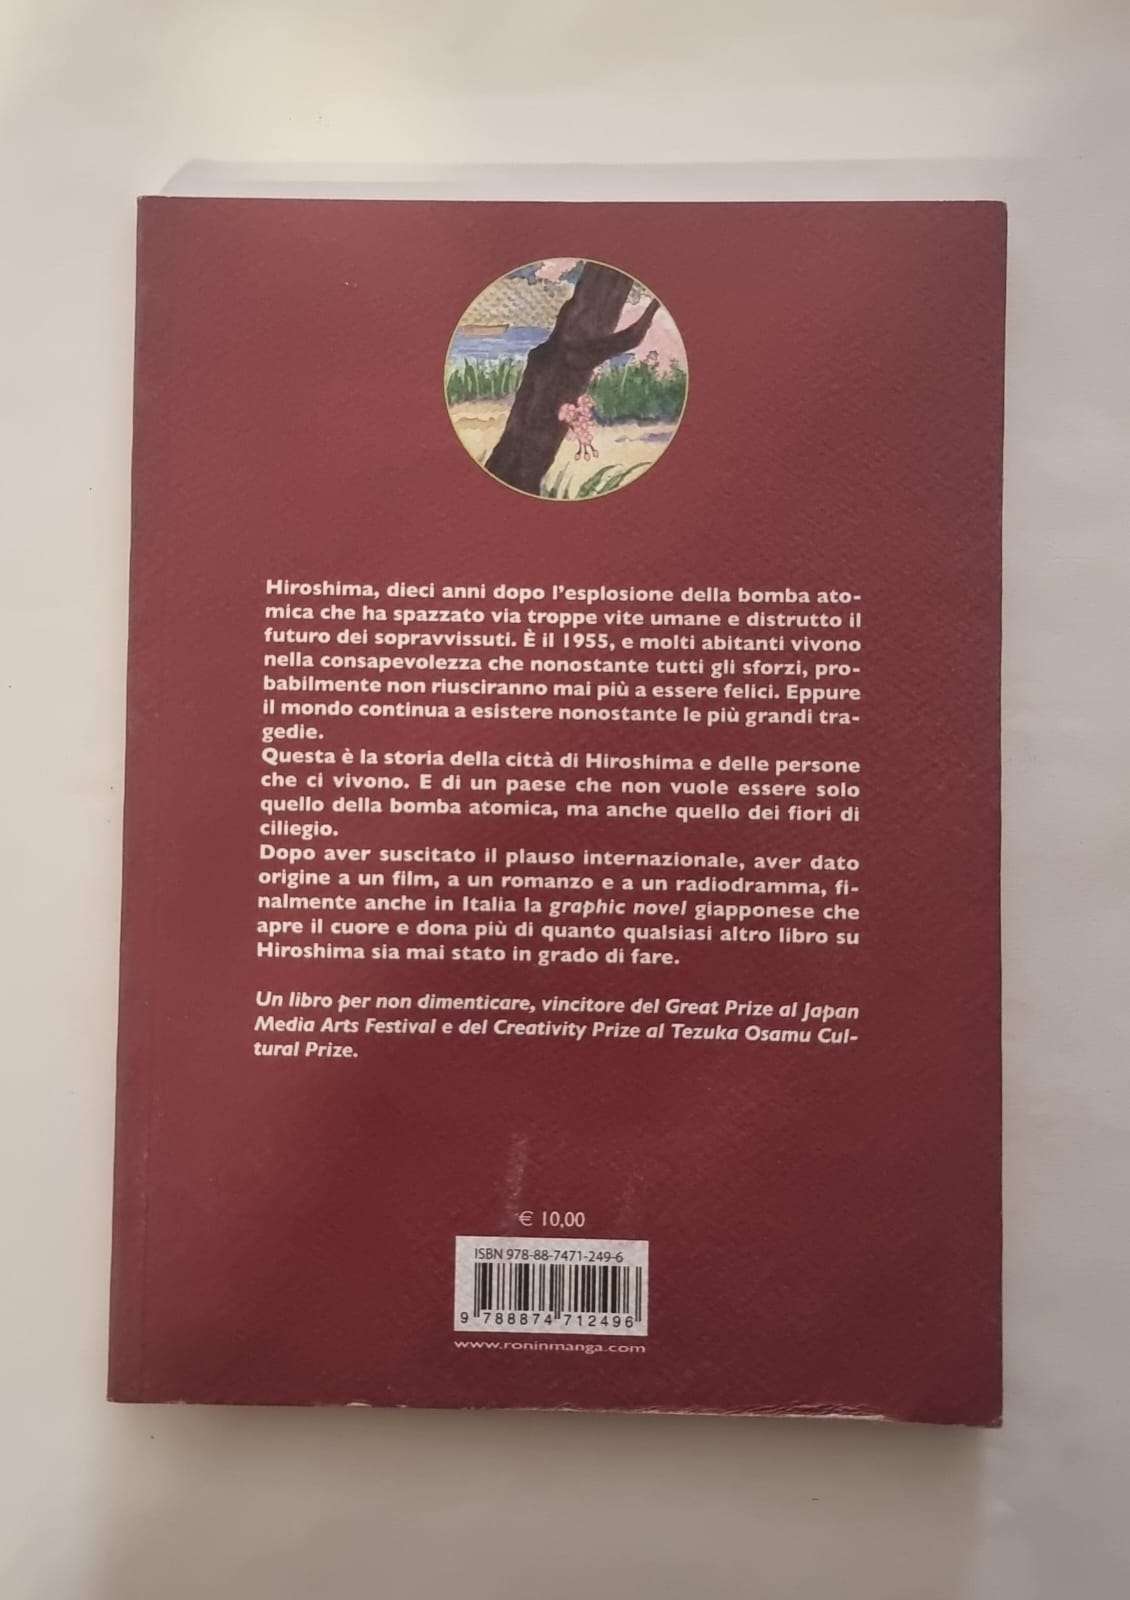 Hiroshima, dieci anni dopo l'esplosione della bomba ato-
mica che ha spazzato via troppe vite umane e distrutto il
futuro dei sopravvissuti. È il 1955, e molti abitanti vivono
nella consapevolezza che nonostante tutti gli sforzi, pro-
babilmente non riusciranno mai più a essere felici. Eppure
il mondo continua a esistere nonostante le più grandi tra-
gedie.
Questa è la storia della città di Hiroshima e delle persone
che ci vivono. E di un paese che non vuole essere solo
quello della bomba atomica, ma anche quello dei fiori di
ciliegio.
Dopo aver suscitato il plauso internazionale, aver dato
origine a un film, a un romanzo e a un radiodramma, fi-
nalmente anche in Italia la graphic novel giapponese che
apre il cuore e dona più di quanto qualsiasi altro libro su
Hiroshima sia mai stato in grado di fare.
Un libro per non dimenticare, vincitore del Great Prize al Japan
Media Arts Festival e del Creativity Prize al Tezuka Osamu Cul-
tural Prize.
€ 10,00
ISBN 978-88-7471-249-6
9 788874 712496
www.roninmanga.com